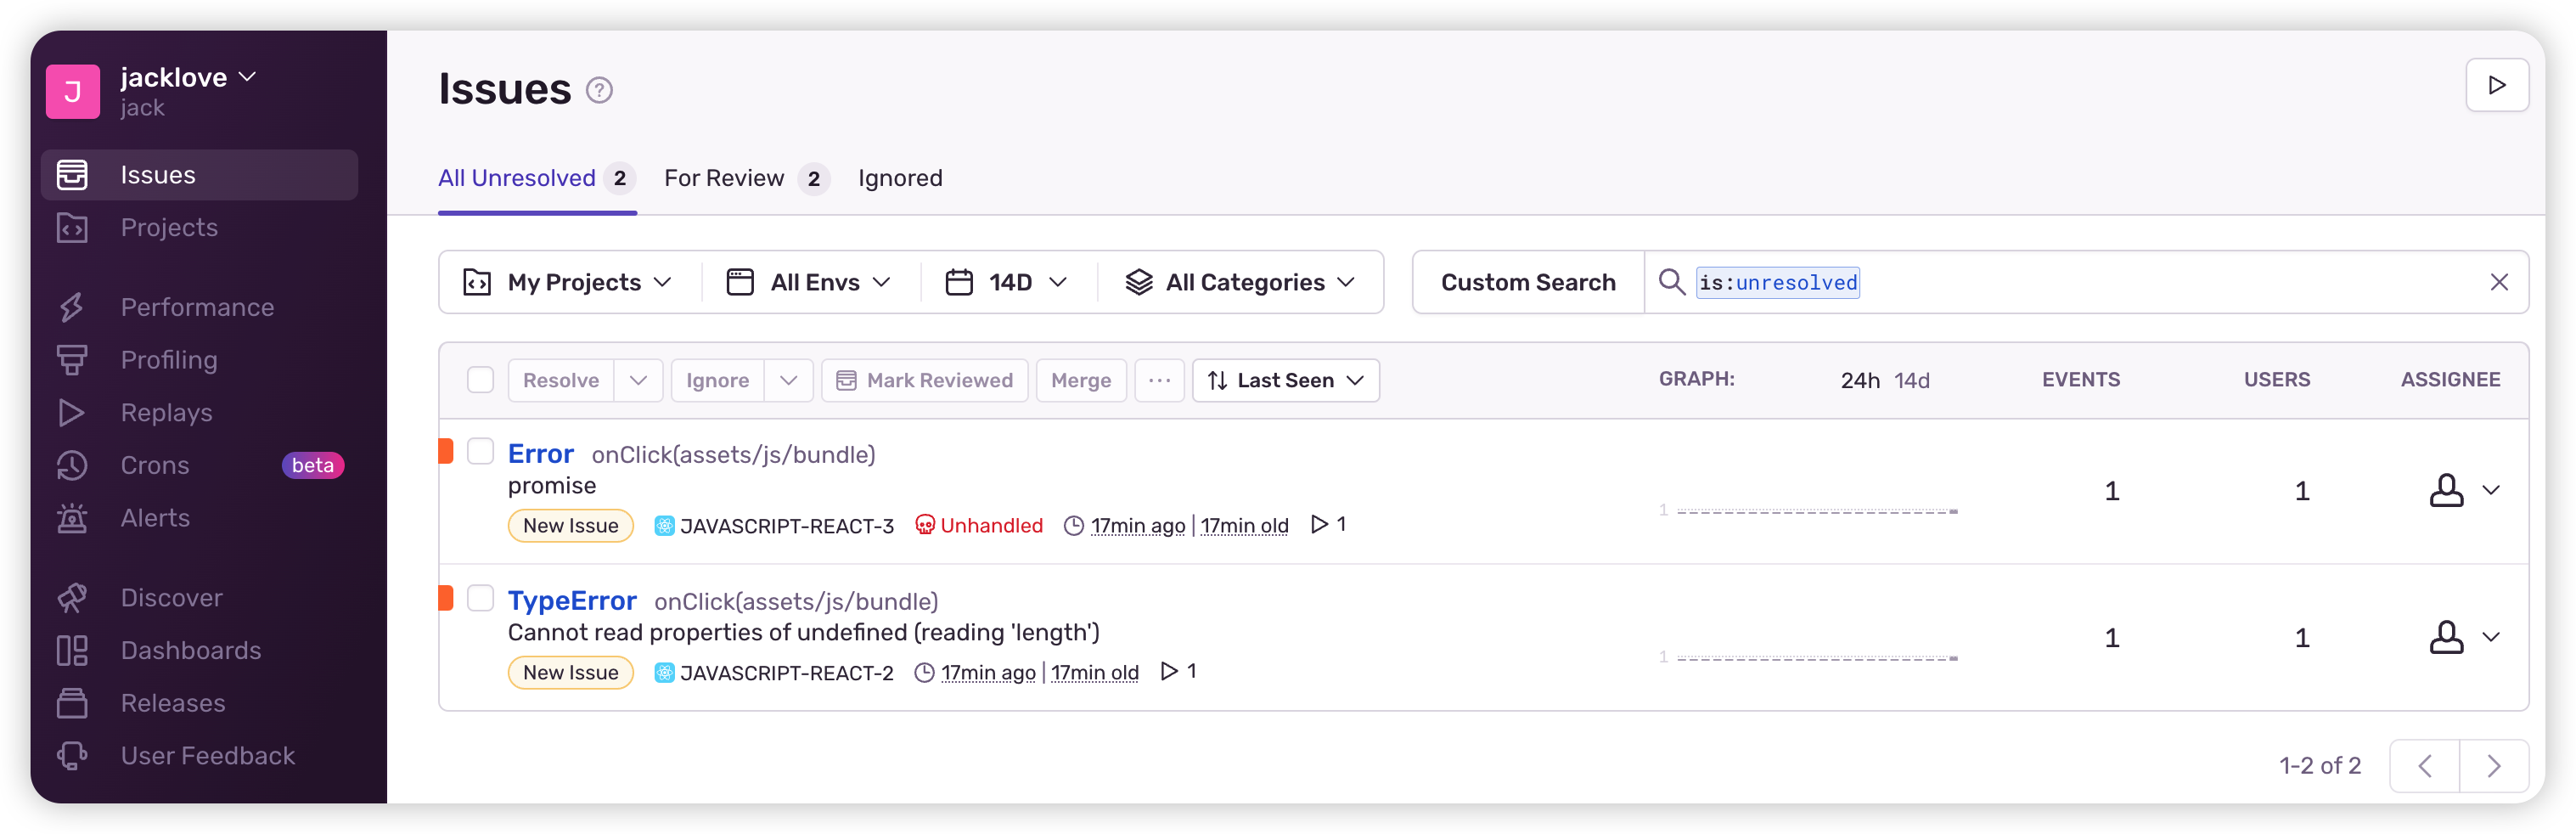 J
jacklove
jack
Issues
Projects
Performance
Profiling
Replays
Crons beta
Alerts
Discover
Dashboards
Releases
User Feedback
Issues ?
All Unresolved 2 For Review 2 Ignored
My Projects All Envs 14D All Categories Custom Search is:unresolved
Resolve Ignore Mark Reviewed Merge ... Last Seen GRAPH: 24h 14d EVENTS USERS ASSIGNEE
Error onClick(assets/js/bundle)
promise
New Issue JAVASCRIPT-REACT-3 Unhandled 17min ago | 17min old 1
1 1 1
TypeError onClick(assets/js/bundle)
Cannot read properties of undefined (reading 'length')
New Issue JAVASCRIPT-REACT-2 17min ago | 17min old 1
1 1 1
1-2 of 2